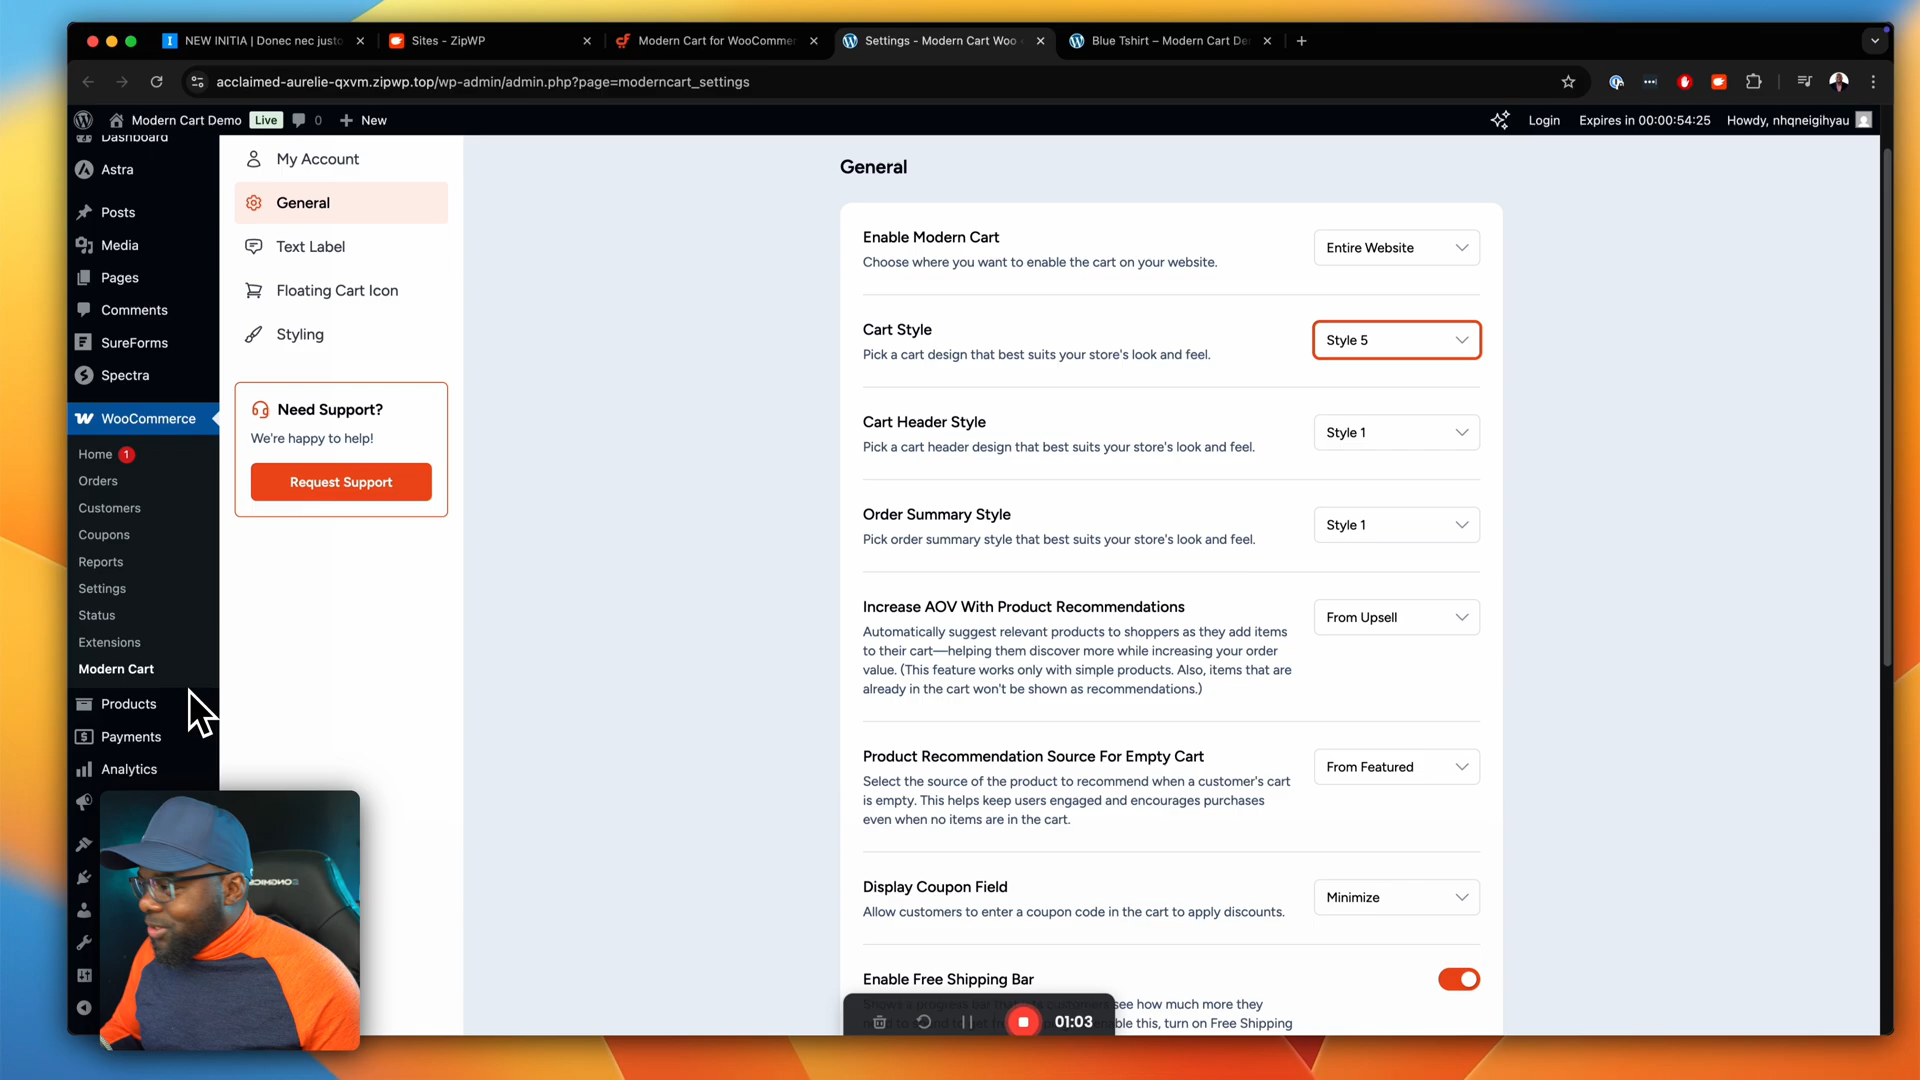 NEW INITIA | Donec nec justo
Sites - ZipWP
Modern Cart for WooCommerc
Settings - Modern Cart Woo
Blue Tshirt – Modern Cart De
acclaimed-aurelie-qxvm.zipwp.top/wp-admin/admin.php?page=moderncart_settings
Modern Cart Demo
Live
0
New
Login
Expires in 00:00:54:25
Howdy, nhqneigihyau
Dashboard
Astra
Posts
Media
Pages
Comments
SureForms
Spectra
WooCommerce
Home 1
Orders
Customers
Coupons
Reports
Settings
Status
Extensions
Modern Cart
Products
Payments
Analytics
My Account
General
Text Label
Floating Cart Icon
Styling
Need Support?
We're happy to help!
Request Support
General
Enable Modern Cart
Choose where you want to enable the cart on your website.
Entire Website
Cart Style
Pick a cart design that best suits your store's look and feel.
Style 5
Cart Header Style
Pick a cart header design that best suits your store's look and feel.
Style 1
Order Summary Style
Pick order summary style that best suits your store's look and feel.
Style 1
Increase AOV With Product Recommendations
Automatically suggest relevant products to shoppers as they add items
to their cart—helping them discover more while increasing your order
value. (This feature works only with simple products. Also, items that are
already in the cart won't be shown as recommendations.)
From Upsell
Product Recommendation Source For Empty Cart
Select the source of the product to recommend when a customer's cart
is empty. This helps keep users engaged and encourages purchases
even when no items are in the cart.
From Featured
Display Coupon Field
Allow customers to enter a coupon code in the cart to apply discounts.
Minimize
Enable Free Shipping Bar
see how much more they
enable this, turn on Free Shipping
01:03